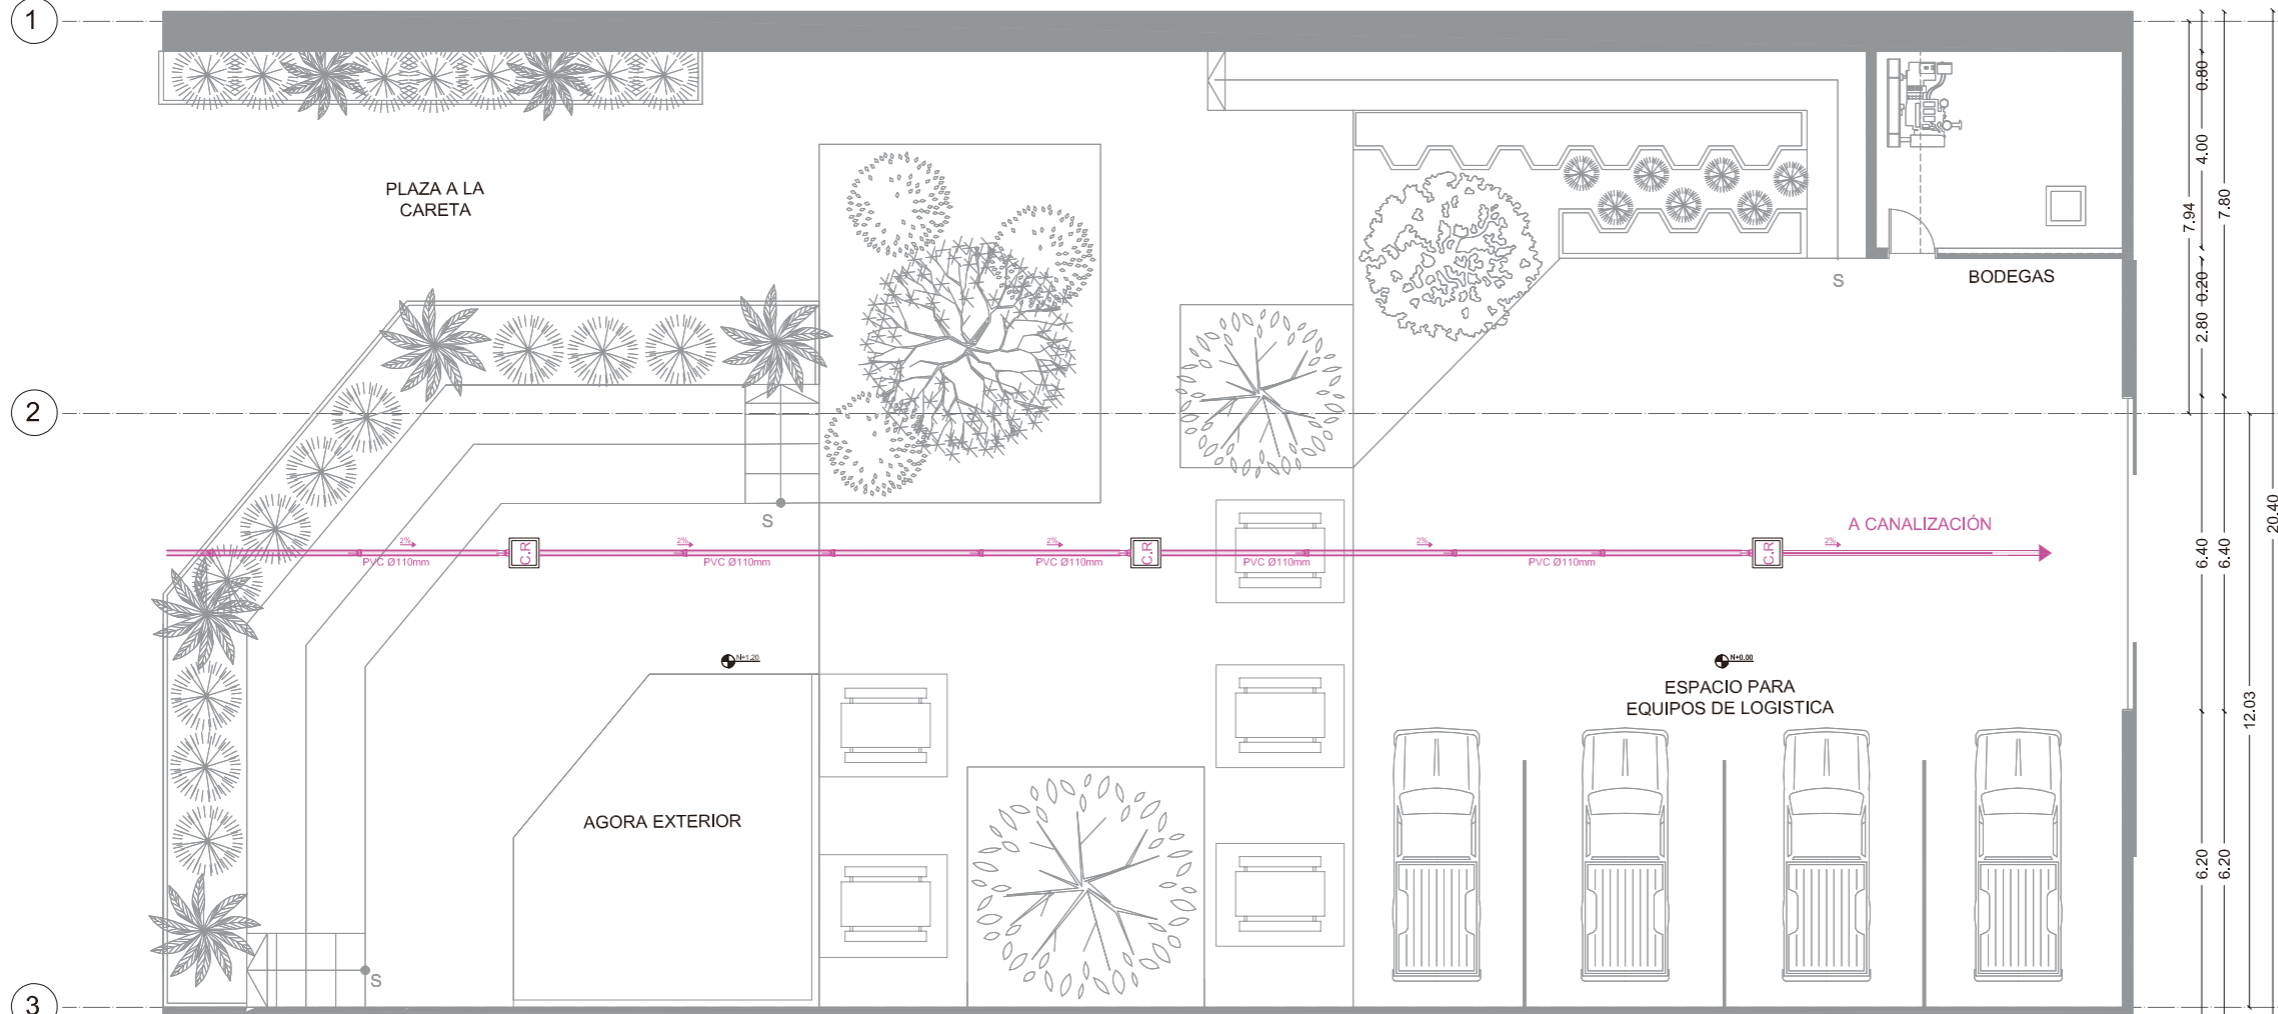 1
2
3
PLAZA A LA
CARETA
BODEGAS
S
S
S
A CANALIZACIÓN
2%
2%
2%
2%
2%
C.R
C.R
C.R
PVC Ø110mm
PVC Ø110mm
PVC Ø110mm
PVC Ø110mm
PVC Ø110mm
N+1.20
N+0.00
ESPACIO PARA
EQUIPOS DE LOGISTICA
AGORA EXTERIOR
0.80
4.00
0.20
2.80
6.40
6.20
7.94
7.80
6.40
6.20
12.03
20.40